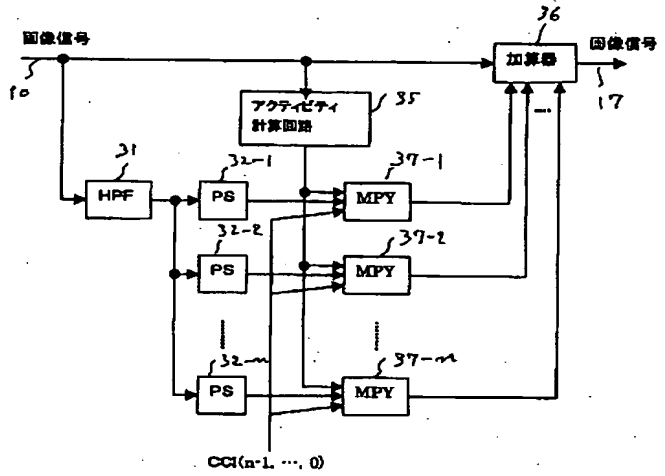 36
画像信号
加算器
画像信号
10
17
アクティビティ
計算回路
35
31
32-1
37-1
HPF
PS
MPY
32-2
37-2
PS
MPY
32-n
37-n
PS
MPY
CCI(n-1, …, 0)